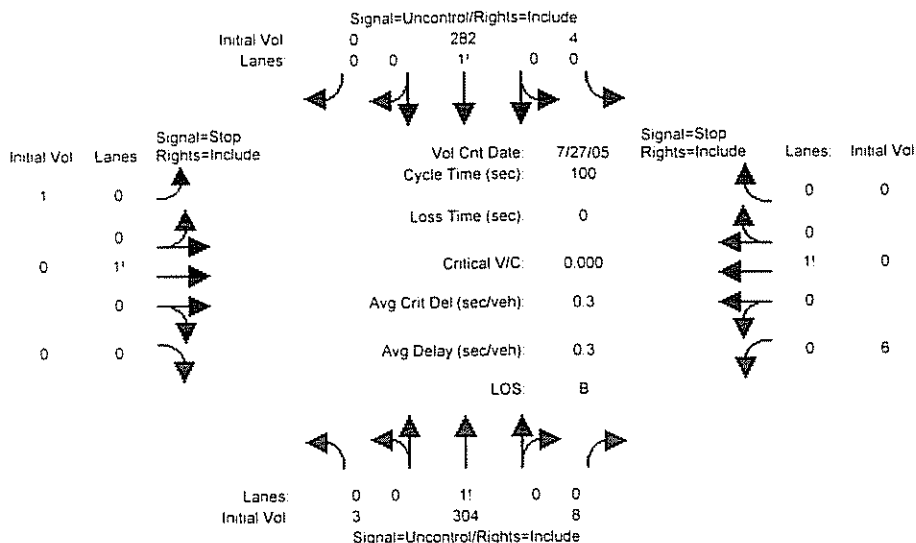 Signal=Uncontrol/Rights=Include
Initial Vol 0 282 4
Lanes: 0 0 1! 0 0
Signal=Stop
Initial Vol Lanes Rights=Include
1 0
0
0 1!
0
0 0
Vol Cnt Date: 7/27/05
Cycle Time (sec): 100
Loss Time (sec): 0
Critical V/C: 0.000
Avg Crit Del (sec/veh): 0.3
Avg Delay (sec/veh): 0.3
LOS: B
Signal=Stop
Rights=Include Lanes: Initial Vol
0 0
0
1! 0
0
0 6
Lanes: 0 0 1! 0 0
Initial Vol 3 304 8
Signal=Uncontrol/Rights=Include